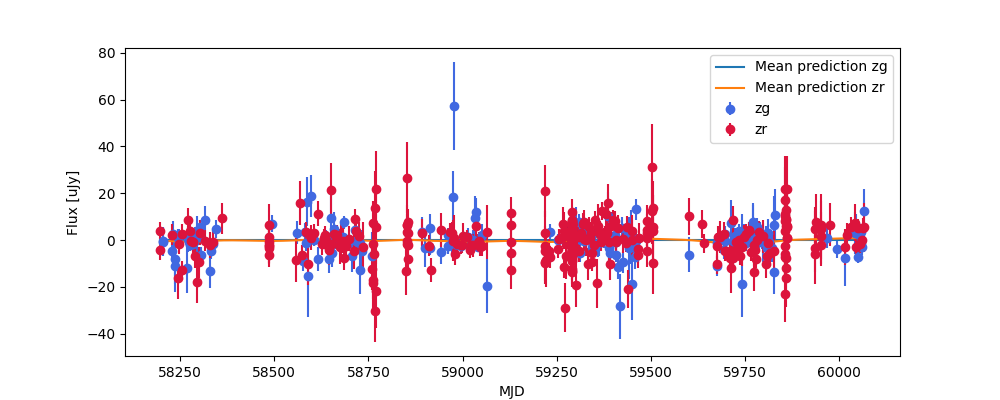 80
60
40
20
0
−20
−40
Flux [uJy]
58250
58500
58750
59000
59250
59500
59750
60000
MJD
Mean prediction zg
Mean prediction zr
zg
zr